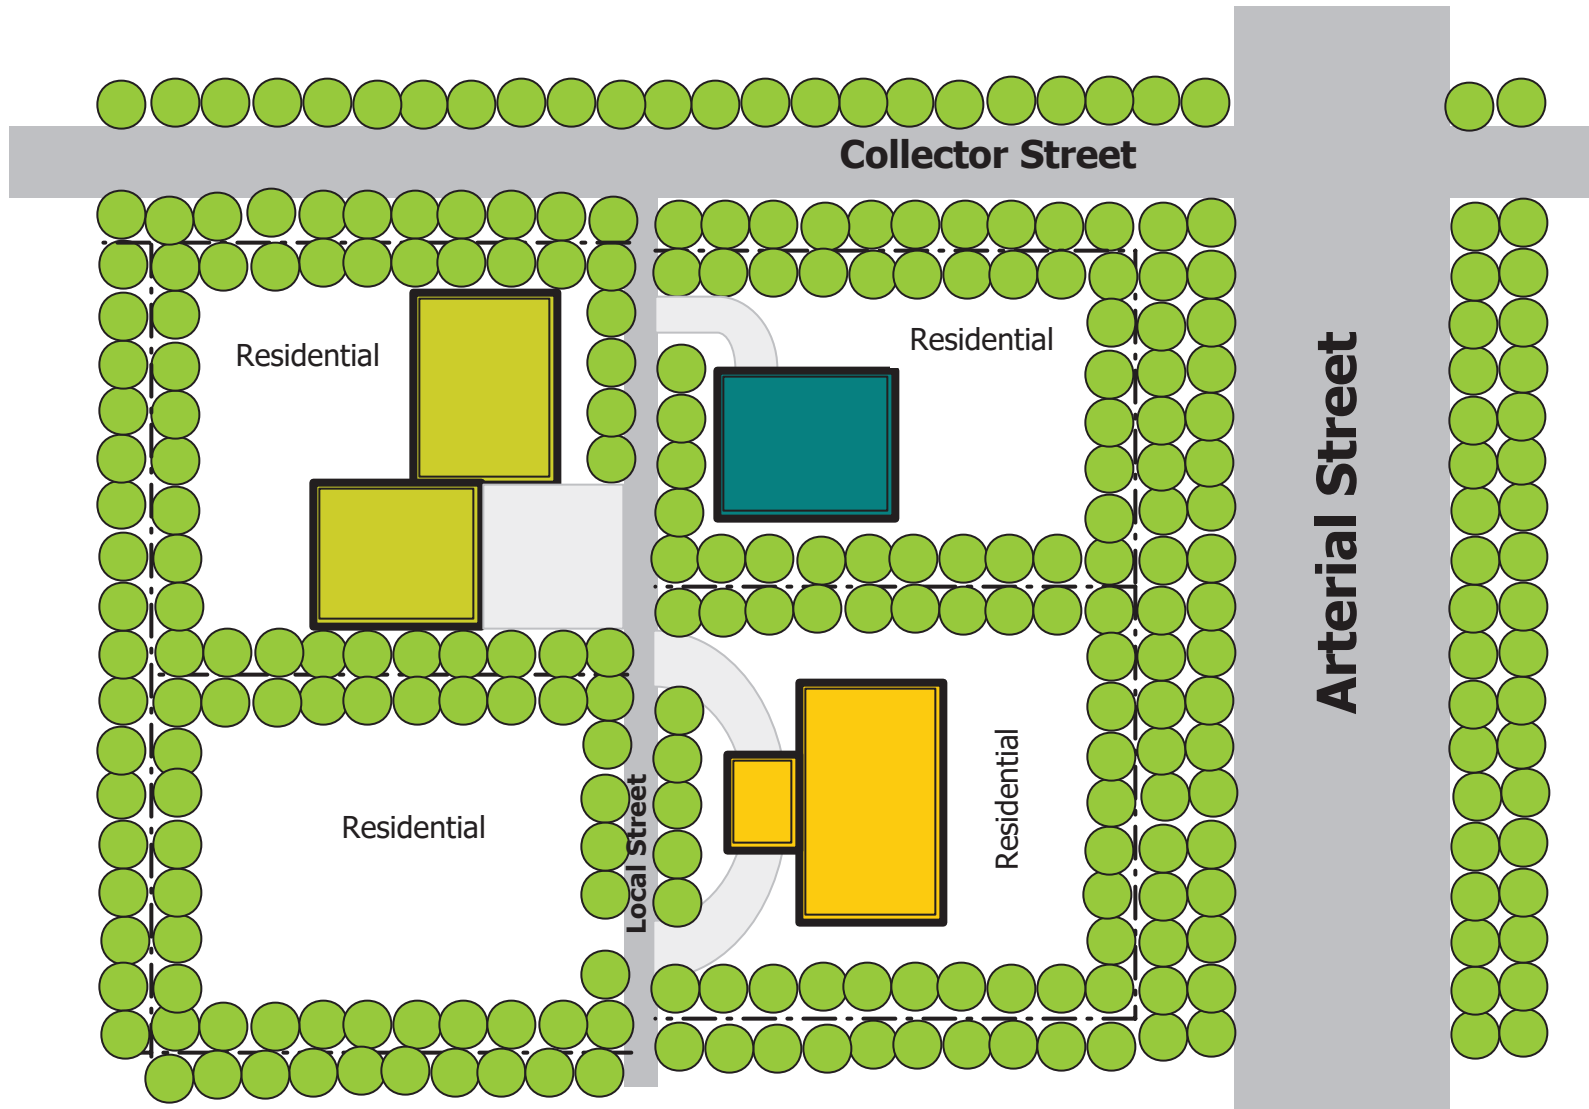 Collector Street
Residential
Residential
Arterial Street
Residential
Local Street
Residential